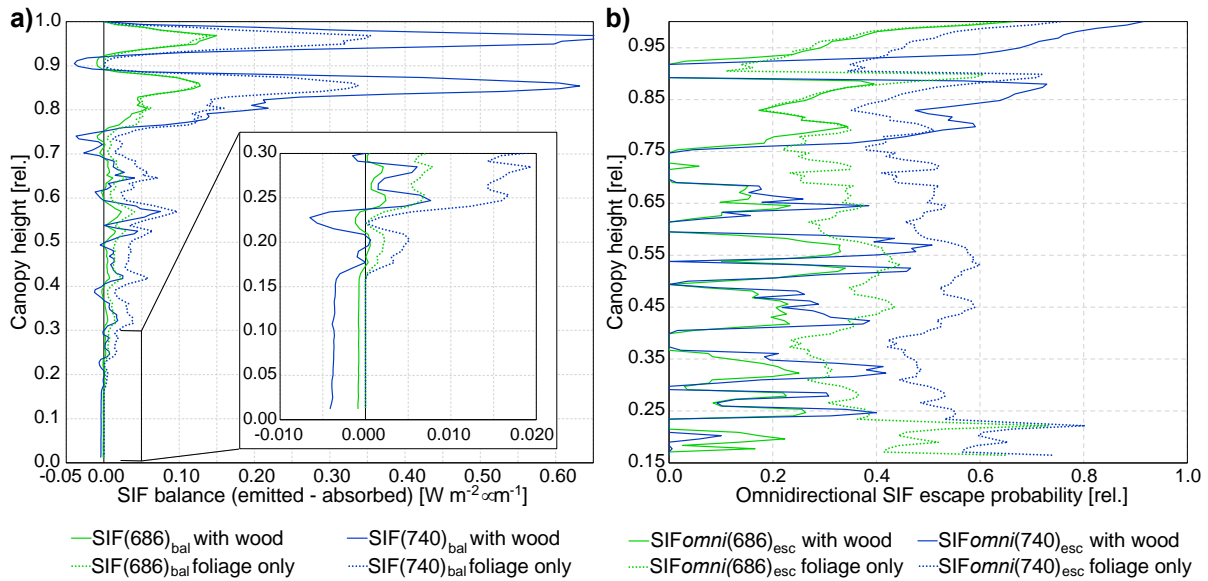 a)
Canopy height [rel.]
1.0
0.9
0.8
0.7
0.6
0.5
0.4
0.3
0.2
0.1
0.0
-0.05 0.00 0.10 0.20 0.30 0.40 0.50 0.60
SIF balance (emitted - absorbed) [W m-2∝m-1]
0.30
0.25
0.20
0.15
0.10
0.05
0.00
-0.010 0.000 0.010 0.020
SIF(686)bal with wood
SIF(740)bal with wood
SIF(686)bal foliage only
SIF(740)bal foliage only
b)
Canopy height [rel.]
0.95
0.85
0.75
0.65
0.55
0.45
0.35
0.25
0.15
0.0 0.2 0.4 0.6 0.8 1.0
Omnidirectional SIF escape probability [rel.]
SIFomni(686)esc with wood
SIFomni(740)esc with wood
SIFomni(686)esc foliage only
SIFomni(740)esc foliage only